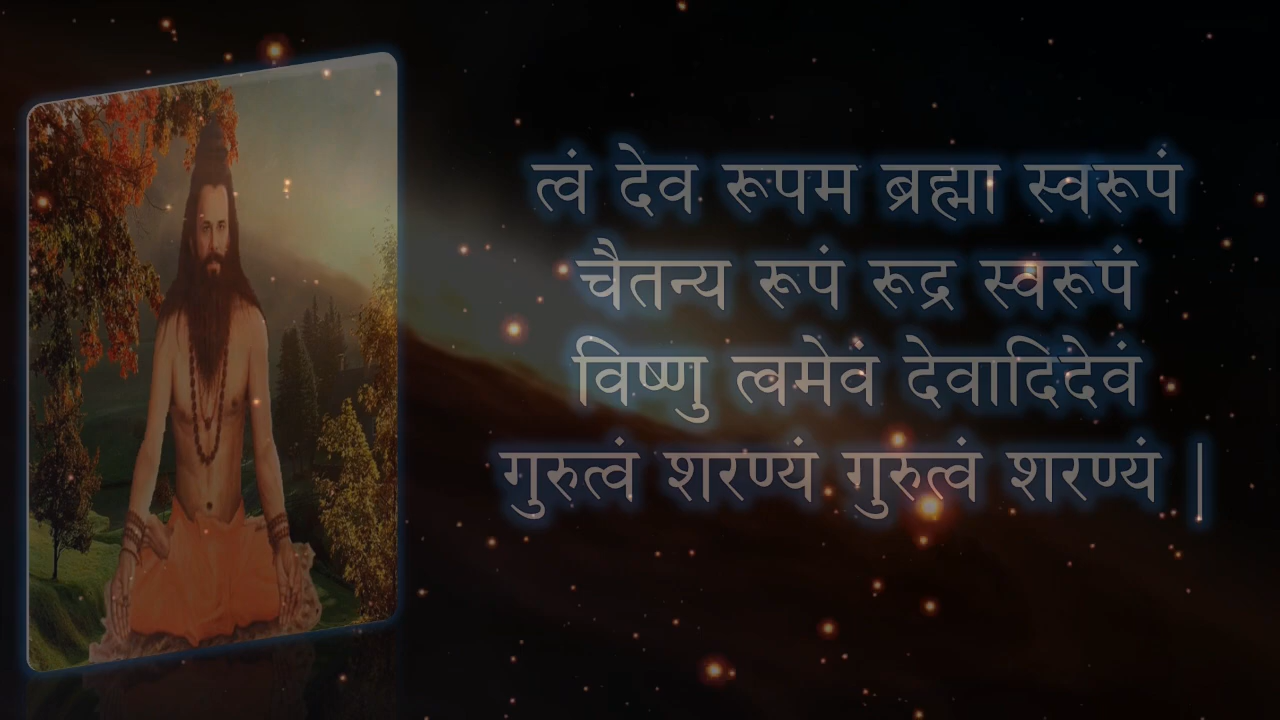 त्वं देव रूपम ब्रह्मा स्वरूपं
चैतन्य रूपं रूद्र स्वरूपं
विष्णु त्वमेवं देवादिदेवं
गुरुत्वं शरण्यं गुरुत्वं शरण्यं |